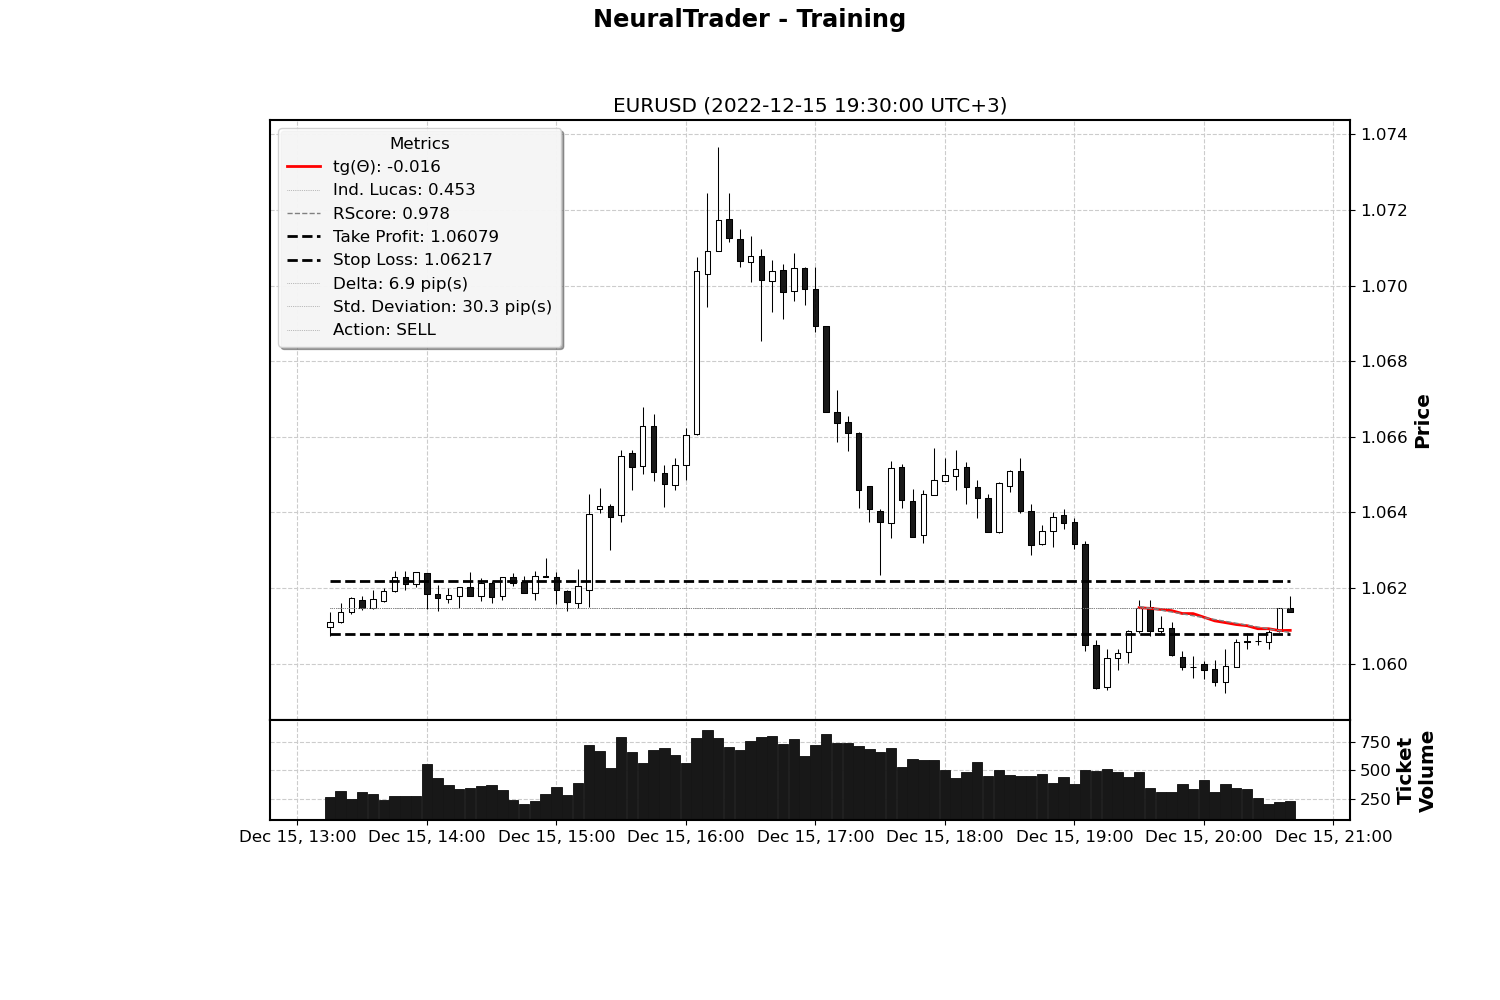 NeuralTrader - Training
EURUSD (2022-12-15 19:30:00 UTC+3)
Metrics
tg(Θ): -0.016
Ind. Lucas: 0.453
RScore: 0.978
Take Profit: 1.06079
Stop Loss: 1.06217
Delta: 6.9 pip(s)
Std. Deviation: 30.3 pip(s)
Action: SELL
1.074
1.072
1.070
1.068
1.066
1.064
1.062
1.060
Price
750
500
250
Ticket
Volume
Dec 15, 13:00 Dec 15, 14:00 Dec 15, 15:00 Dec 15, 16:00 Dec 15, 17:00 Dec 15, 18:00 Dec 15, 19:00 Dec 15, 20:00 Dec 15, 21:00